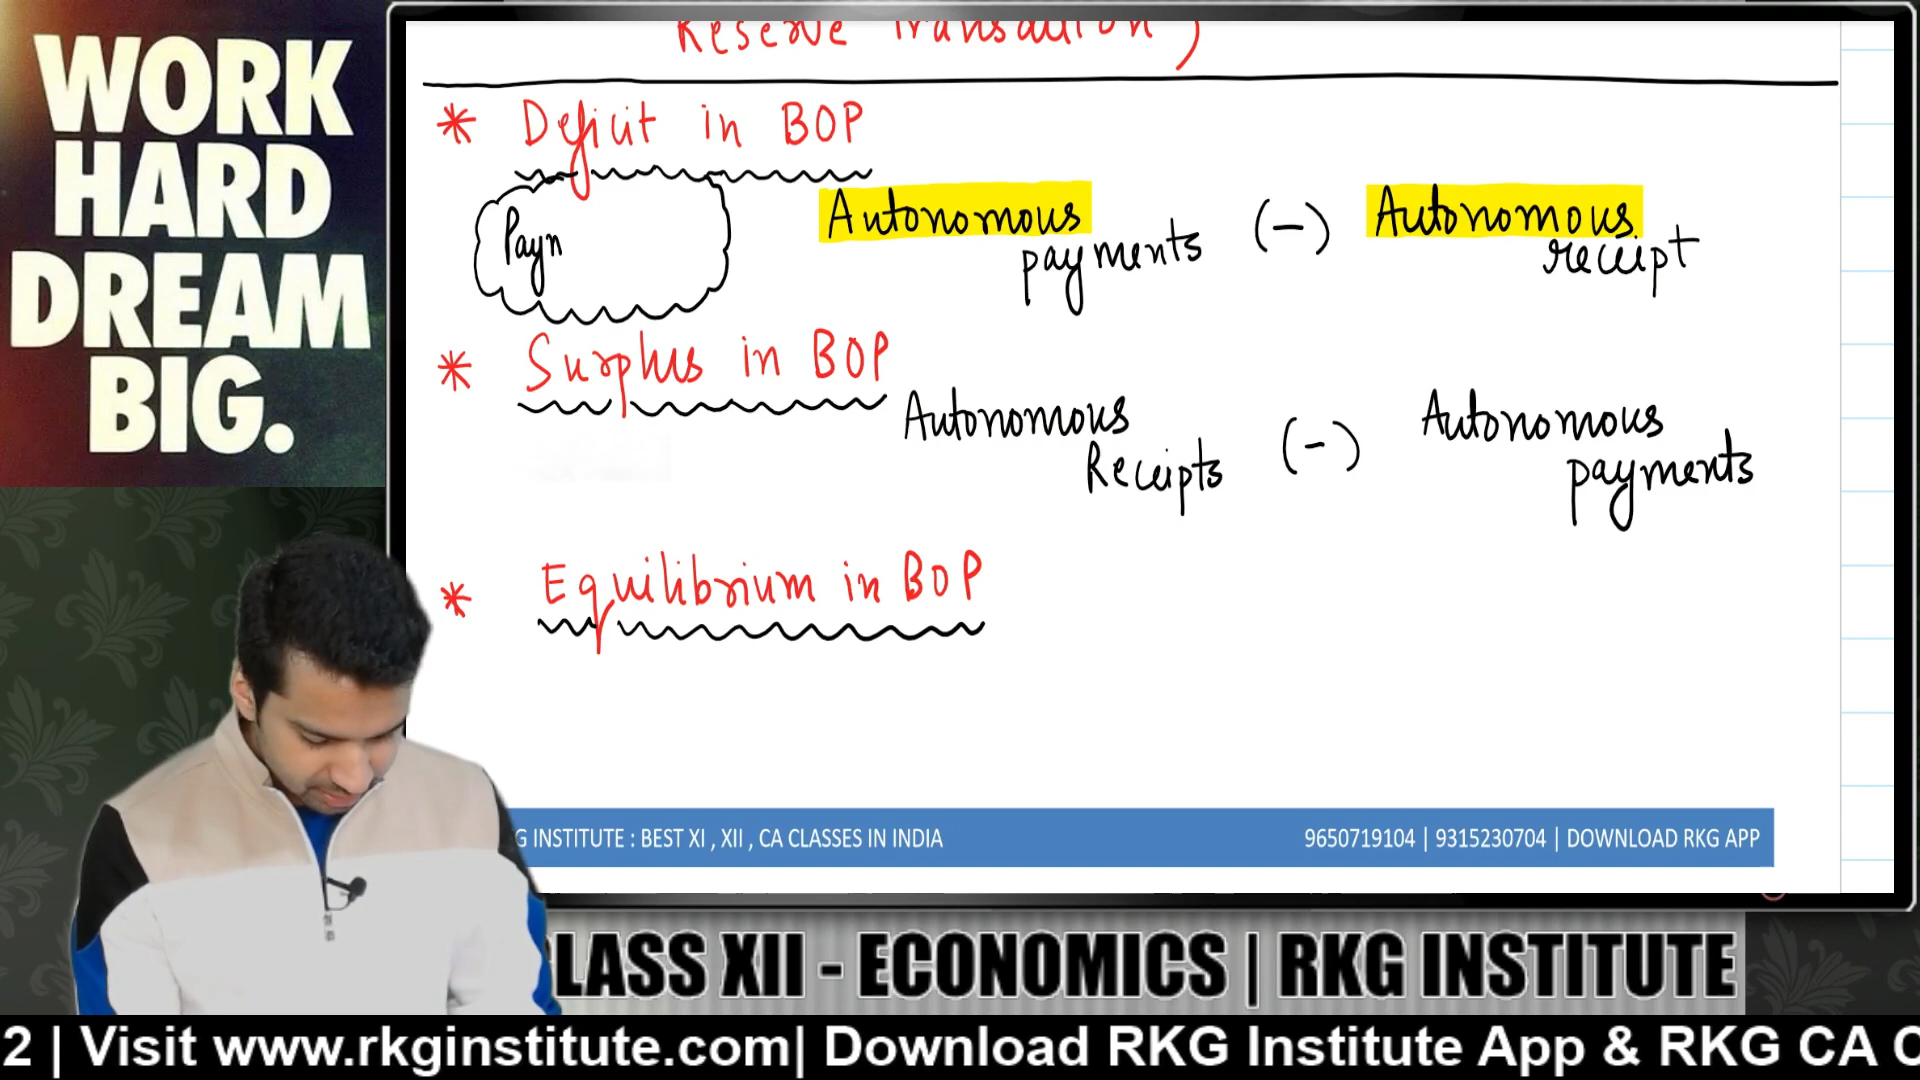 WORK
HARD
DREAM
BIG.
Reserve Transaction)
* Deficit in BOP
Payn
Autonomous payments (-) Autonomous receipt
* Surplus in BOP
Autonomous Receipts (-) Autonomous payments
* Equilibrium in BOP
G INSTITUTE : BEST XI , XII , CA CLASSES IN INDIA
9650719104 | 9315230704 | DOWNLOAD RKG APP
LASS XII - ECONOMICS | RKG INSTITUTE
2 | Visit www.rkginstitute.com| Download RKG Institute App & RKG CA C